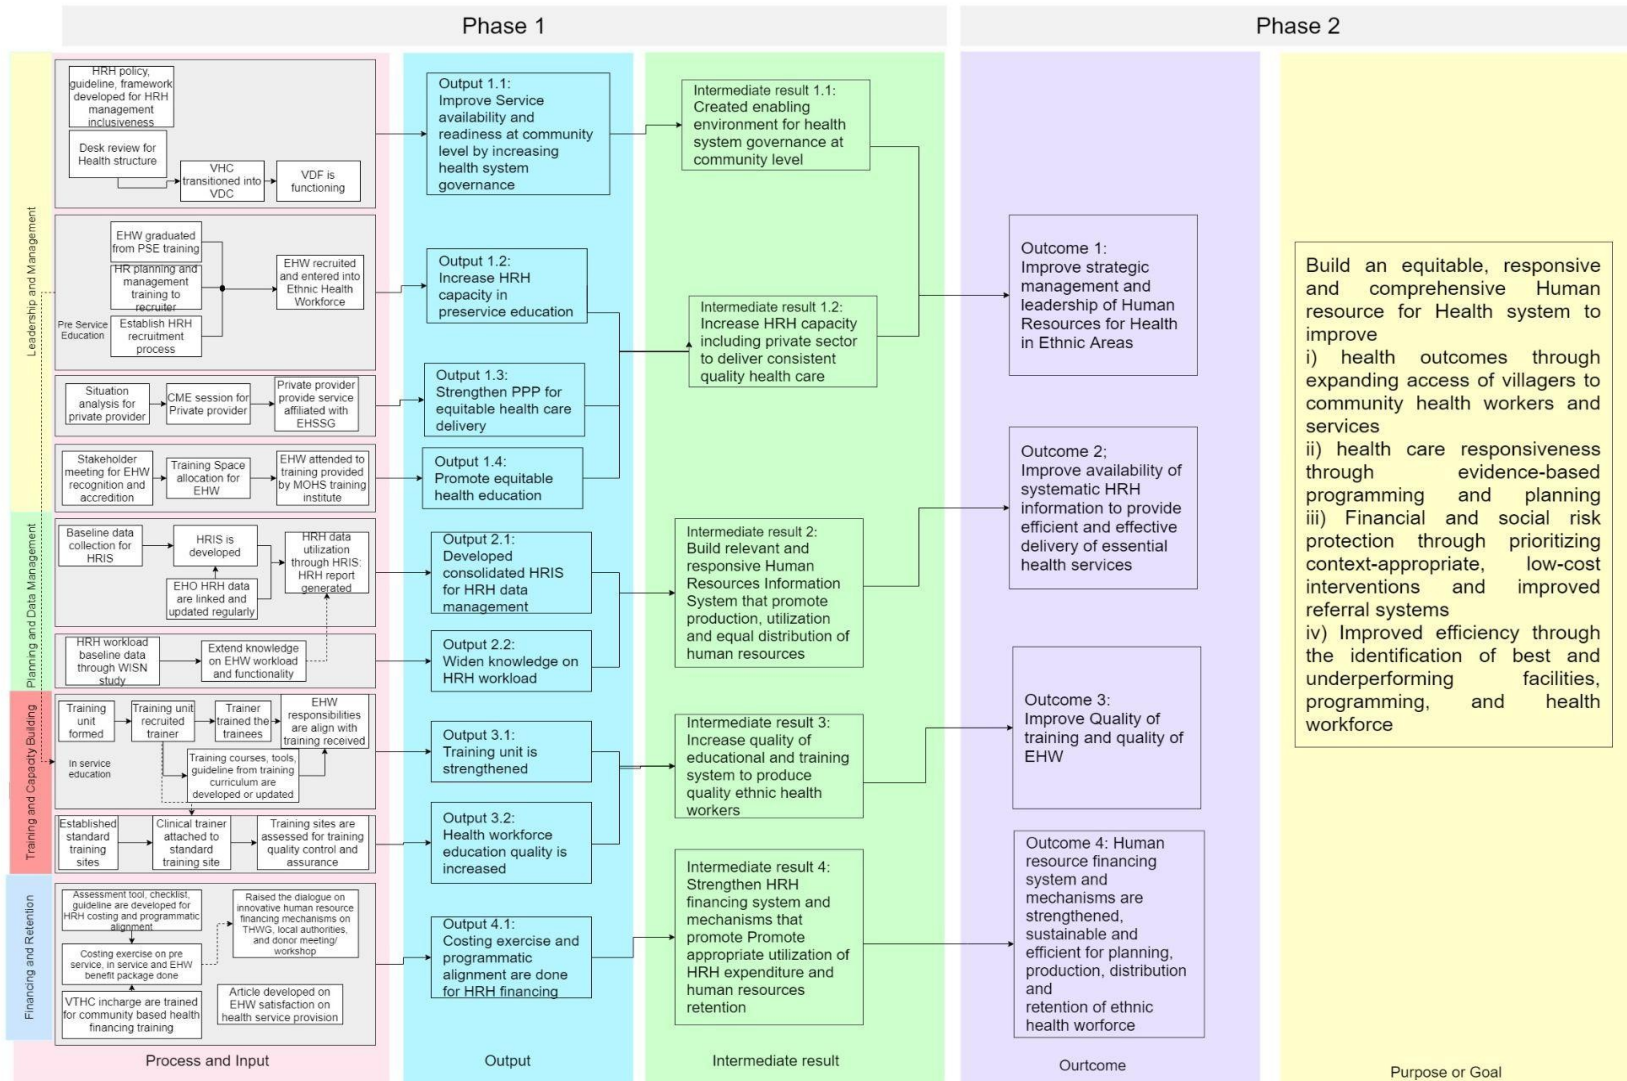 Phase 1
Phase 2
Leadership and Management
HRH policy,
guideline, framework
developed for HRH
management
inclusiveness
Desk review for
Health structure
VHC
transitioned into
VDC
VDF is
functioning
EHW graduated
from PSE training
HR planning and
management
training to
recruiter
Pre Service
Education
Establish HRH
recruitment
process
EHW recruited
and entered into
Ethnic Health
Workforce
Situation
analysis for
private provider
CME session for
Private provider
Private provider
provide service
affiliated with
EHSSG
Stakeholder
meeting for EHW
recognition and
accredition
Training Space
allocation for
EHW
EHW attended to
training provided
by MOHS training
institute
Planning and Data Management
Baseline data
collection for
HRIS
HRIS is
developed
EHO HRH data
are linked and
updated regularly
HRH data
utilization
through HRIS:
HRH report
generated
HRH workload
baseline data
through WISN
study
Extend knowledge
on EHW workload
and functionality
Training and Capacity Building
Training
unit
formed
Training unit
recruited
trainer
Trainer
trained the
trainees
EHW
responsibilities
are align with
training received
In service
education
Training courses, tools,
guideline from training
curriculum are
developed or updated
Established
standard
training
sites
Clinical trainer
attached to
standard
training site
Training sites are
assessed for training
quality control and
assurance
Financing and Retention
Assessment tool, checklist,
guideline are developed for
HRH costing and programmatic
alignment
Costing exercise on pre
service, in service and EHW
benefit package done
VTHC incharge are trained
for community based health
financing training
Raised the dialogue on
innovative human resource
financing mechanisms on
THWG, local authorities,
and donor meeting/
workshop
Article developed on
EHW satisfaction on
health service provision
Process and Input
Output 1.1:
Improve Service
availability and
readiness at community
level by increasing
health system
governance
Output 1.2:
Increase HRH
capacity in
preservice education
Output 1.3:
Strengthen PPP for
equitable health care
delivery
Output 1.4:
Promote equitable
health education
Output 2.1:
Developed
consolidated HRIS
for HRH data
management
Output 2.2:
Widen knowledge on
HRH workload
Output 3.1:
Training unit is
strengthened
Output 3.2:
Health workforce
education quality is
increased
Output 4.1:
Costing exercise and
programmatic
alignment are done
for HRH financing
Output
Intermediate result 1.1:
Created enabling
environment for health
system governance at
community level
Intermediate result 1.2:
Increase HRH capacity
including private sector
to deliver consistent
quality health care
Intermediate result 2:
Build relevant and
responsive Human
Resources Information
System that promote
production, utilization
and equal distribution of
human resources
Intermediate result 3:
Increase quality of
educational and training
system to produce
quality ethnic health
workers
Intermediate result 4:
Strengthen HRH
financing system and
mechanisms that
promote Promote
appropriate utilization of
HRH expenditure and
human resources
retention
Intermediate result
Outcome 1:
Improve strategic
management and
leadership of Human
Resources for Health
in Ethnic Areas
Outcome 2;
Improve availability of
systematic HRH
information to provide
efficient and effective
delivery of essential
health services
Outcome 3:
Improve Quality of
training and quality of
EHW
Outcome 4: Human
resource financing
system and
mechanisms are
strengthened,
sustainable and
efficient for planning,
production, distribution
and
retention of ethnic
health worforce
Ourtcome
Build an equitable, responsive
and comprehensive Human
resource for Health system to
improve
i) health outcomes through
expanding access of villagers to
community health workers and
services
ii) health care responsiveness
through evidence-based
programming and planning
iii) Financial and social risk
protection through prioritizing
context-appropriate, low-cost
interventions and improved
referral systems
iv) Improved efficiency through
the identification of best and
underperforming facilities,
programming, and health
workforce
Purpose or Goal